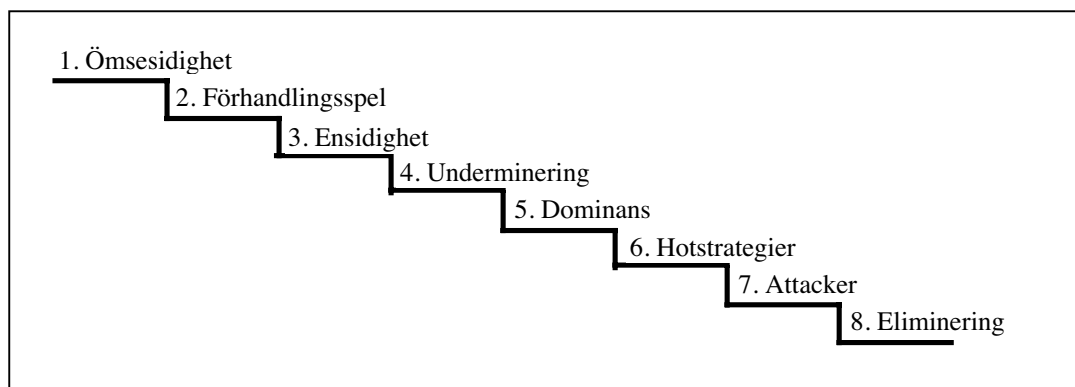 1. Ömsesidighet
2. Förhandlingsspel
3. Ensidighet
4. Underminering
5. Dominans
6. Hotstrategier
7. Attacker
8. Eliminering